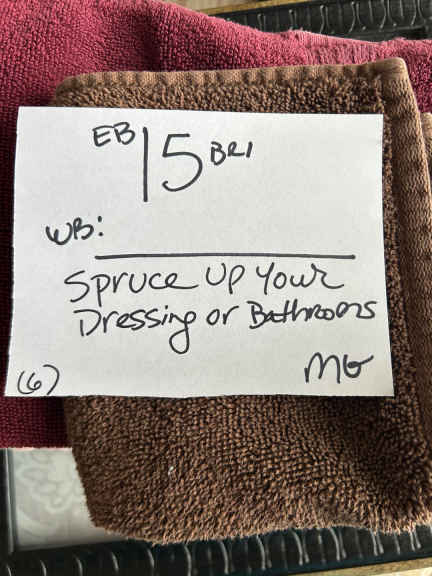 EB 15 BRI
WB:
Spruce Up Your
Dressing or Bathrooms
(6) MG